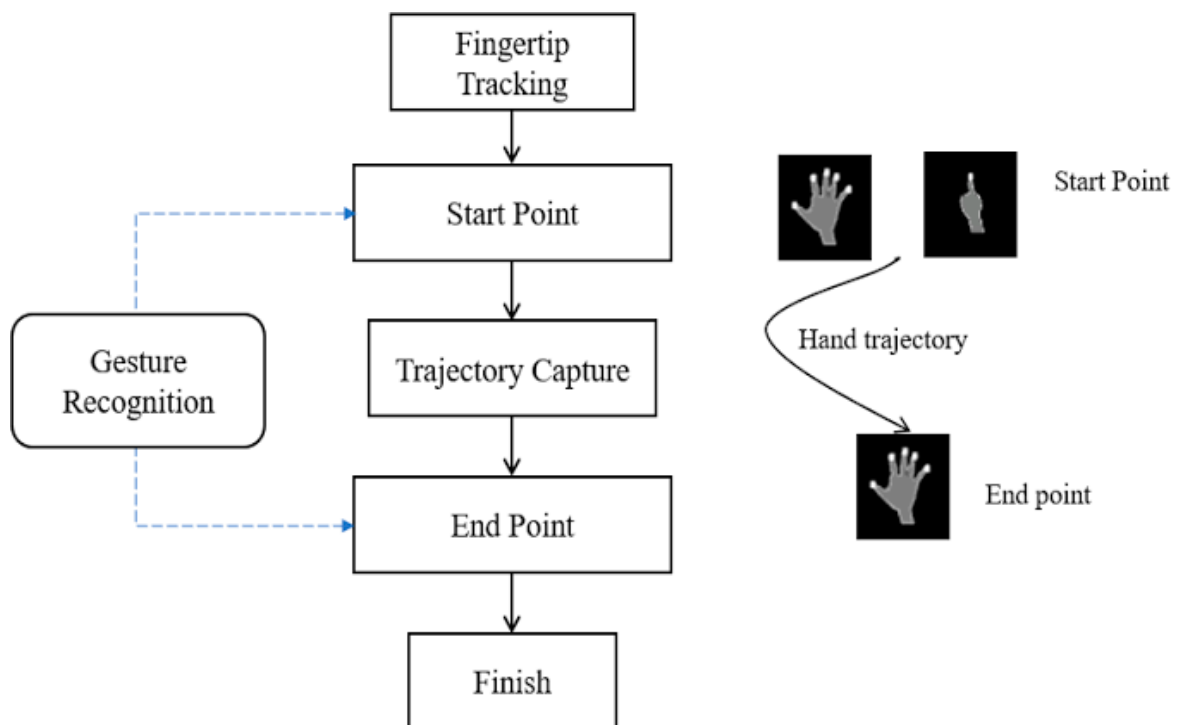 Fingertip
Tracking
Start Point
Start Point
Gesture
Recognition
Trajectory Capture
Hand trajectory
End Point
End point
Finish